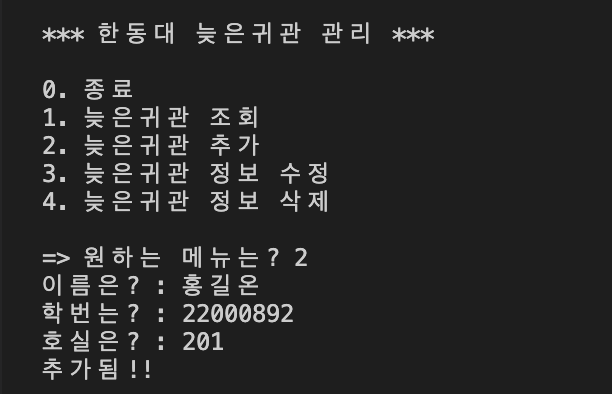 *** 한동대 늦은귀관 관리 ***
0. 종료
1. 늦은귀관 조회
2. 늦은귀관 추가
3. 늦은귀관 정보 수정
4. 늦은귀관 정보 삭제
=> 원하는 메뉴는? 2
이름은? : 홍길온
학번는? : 22000892
호실은? : 201
추가됨!!